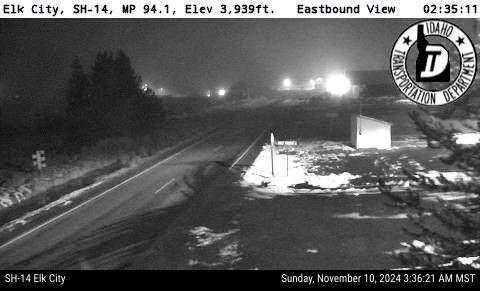 Elk City, SH-14, MP 94.1, Elev 3,939ft. Eastbound View 02:35:11
IDAHO
TRANSPORTATION DEPARTMENT
SH-14 Elk City Sunday, November 10, 2024 3:36:21 AM MST